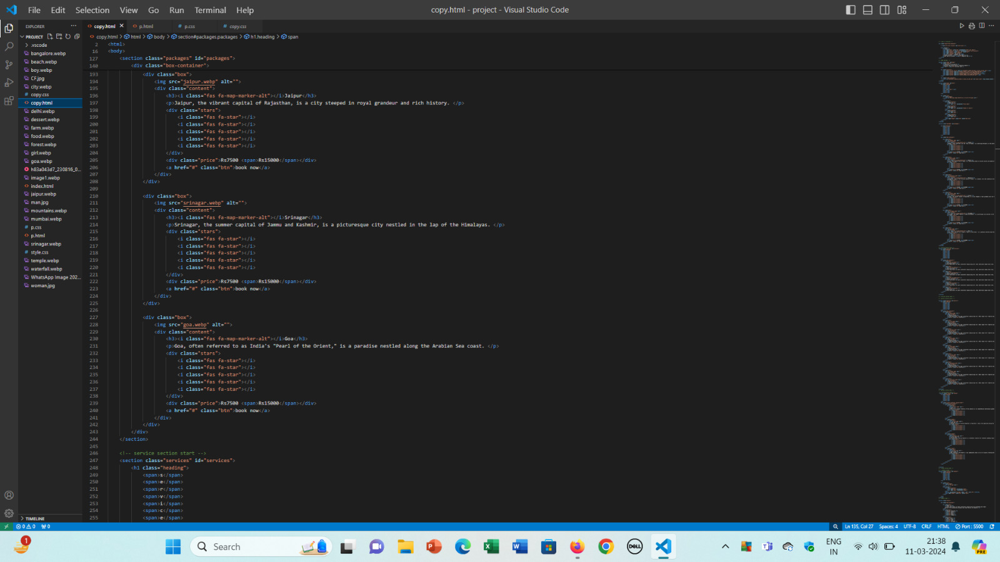 File Edit Selection View Go Run Terminal Help
copy.html - project - Visual Studio Code
EXPLORER ···
PROJECT
.vscode
bangalore.webp
beach.webp
boy.webp
CF.jpg
city.webp
copy.css
copy.html
delhi.webp
dessert.webp
farm.webp
food.webp
forest.webp
girl.webp
goa.webp
h83a043d7_230816_0...
image1.webp
index.html
jaipur.webp
man.jpg
mountains.webp
mumbai.webp
p.css
p.html
srinagar.webp
style.css
temple.webp
waterfall.webp
WhatsApp Image 202...
woman.jpg
TIMELINE
copy.html p.html p.css copy.css
copy.html > html > body > section#packages.packages > h1.heading > span
2 <html>
16 <body>
127 <section class="packages" id="packages">
140 <div class="box-container">
193 <div class="box">
194 <img src="jaipur.webp" alt="">
195 <div class="content">
196 <h3><i class="fas fa-map-marker-alt"></i>Jaipur</h3>
197 <p>Jaipur, the vibrant capital of Rajasthan, is a city steeped in royal grandeur and rich history. </p>
198 <div class="stars">
199 <i class="fas fa-star"></i>
200 <i class="fas fa-star"></i>
201 <i class="fas fa-star"></i>
202 <i class="fas fa-star"></i>
203 <i class="fas fa-star"></i>
204 </div>
205 <div class="price">Rs7500 <span>Rs15000</span></div>
206 <a href="#" class="btn">book now</a>
207 </div>
208 </div>
209
210 <div class="box">
211 <img src="srinagar.webp" alt="">
212 <div class="content">
213 <h3><i class="fas fa-map-marker-alt"></i>Srinagar</h3>
214 <p>Srinagar, the summer capital of Jammu and Kashmir, is a picturesque city nestled in the lap of the Himalayas. </p>
215 <div class="stars">
216 <i class="fas fa-star"></i>
217 <i class="fas fa-star"></i>
218 <i class="fas fa-star"></i>
219 <i class="fas fa-star"></i>
220 <i class="fas fa-star"></i>
221 </div>
222 <div class="price">Rs7500 <span>Rs15000</span></div>
223 <a href="#" class="btn">book now</a>
224 </div>
225 </div>
226
227 <div class="box">
228 <img src="goa.webp" alt="">
229 <div class="content">
230 <h3><i class="fas fa-map-marker-alt"></i>Goa</h3>
231 <p>Goa, often referred to as India's "Pearl of the Orient," is a paradise nestled along the Arabian Sea coast. </p>
232 <div class="stars">
233 <i class="fas fa-star"></i>
234 <i class="fas fa-star"></i>
235 <i class="fas fa-star"></i>
236 <i class="fas fa-star"></i>
237 <i class="fas fa-star"></i>
238 </div>
239 <div class="price">Rs7500 <span>Rs15000</span></div>
240 <a href="#" class="btn">book now</a>
241 </div>
242 </div>
243 </div>
244 </section>
245
246 <!-- service section start -->
247 <section class="services" id="services">
248 <h1 class="heading">
249 <span>s</span>
250 <span>e</span>
251 <span>r</span>
252 <span>v</span>
253 <span>i</span>
254 <span>c</span>
255 <span>e</span>
0 0 0 Ln 135, Col 27 Spaces: 4 UTF-8 CRLF HTML Port : 5500
1 Search DELL ENG IN 21:38 11-03-2024 PRE